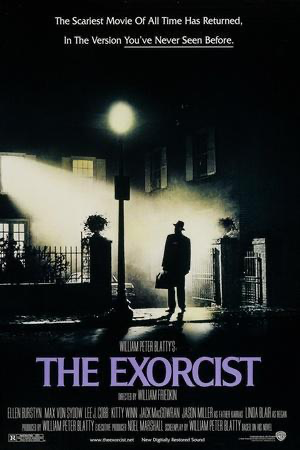 The Scariest Movie Of All Time Has Returned,
In The Version You've Never Seen Before.
WILLIAM PETER BLATTY'S
THE EXORCIST
DIRECTED BY WILLIAM FRIEDKIN
ELLEN BURSTYN MAX VON SYDOW LEE J. COBB KITTY WINN JACK MACGOWRAN JASON MILLER AS FATHER KARRAS LINDA BLAIR AS REGAN
PRODUCED BY WILLIAM PETER BLATTY EXECUTIVE PRODUCER NOEL MARSHALL SCREENPLAY BY WILLIAM PETER BLATTY BASED ON HIS NOVEL
R
www.theexorcist.net New Digitally Restored Sound